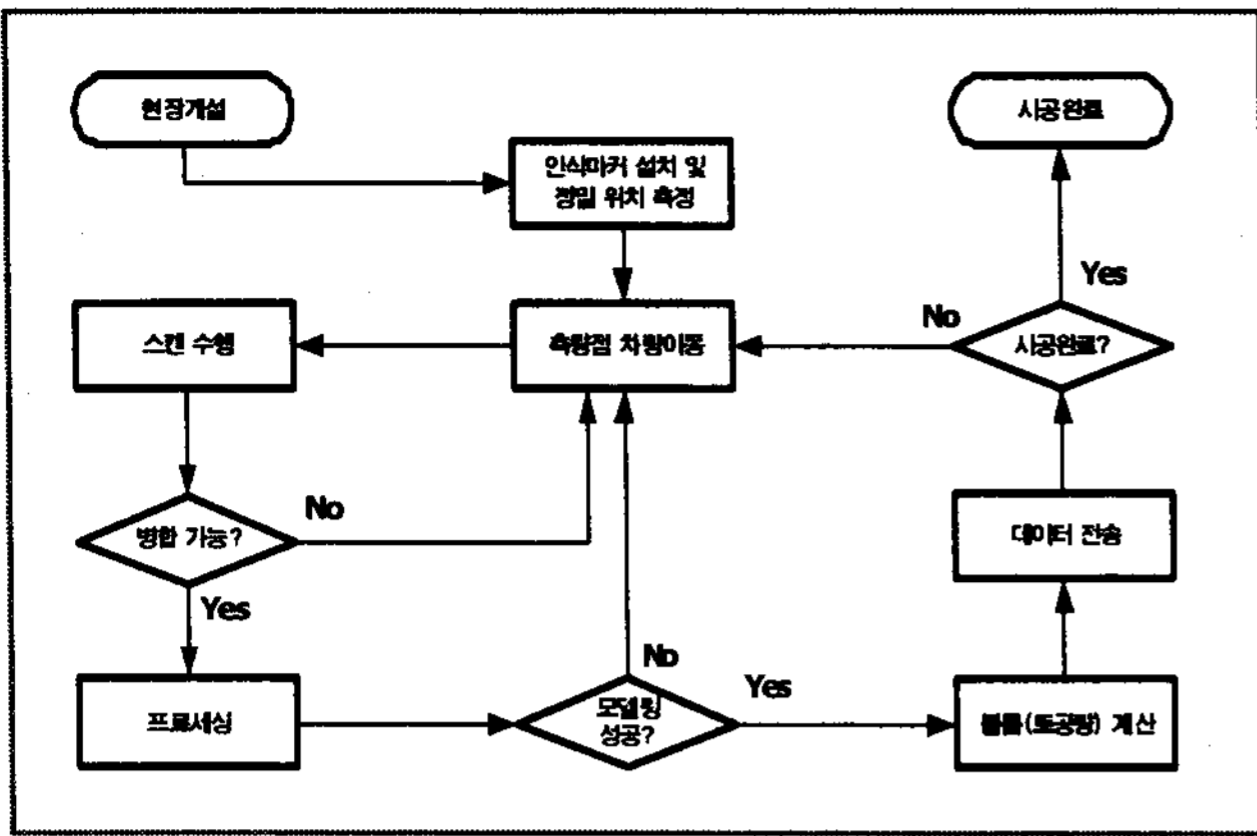 현장개설
시공완료
인식마커 설치 및
정밀 위치 측정
Yes
No
스캔 수행
측량점 차량이동
시공완료?
No
병합 가능?
데이터 전송
Yes
No
Yes
프로세싱
모델링
성공?
볼륨(토공량) 계산